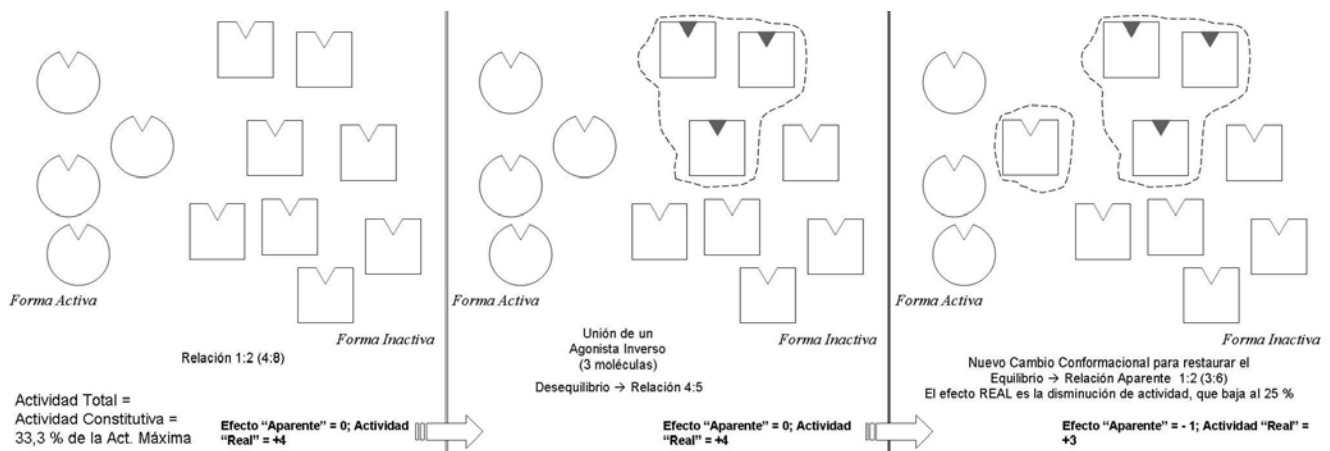 Forma Activa
Forma Inactiva
Relación 1:2 (4:8)
Actividad Total =
Actividad Constitutiva =
33,3 % de la Act. Máxima
Efecto “Aparente” = 0; Actividad
“Real” = +4
Forma Activa
Forma Inactiva
Unión de un
Agonista Inverso
(3 moléculas)
Desequilibrio → Relación 4:5
Efecto “Aparente” = 0; Actividad
“Real” = +4
Forma Activa
Forma Inactiva
Nuevo Cambio Conformacional para restaurar el
Equilibrio → Relación Aparente 1:2 (3:6)
El efecto REAL es la disminución de actividad, que baja al 25 %
Efecto “Aparente” = - 1; Actividad “Real” =
+3